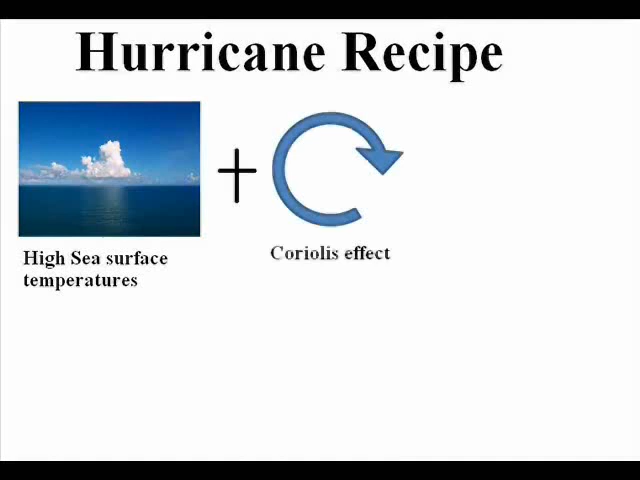 Hurricane Recipe
+
High Sea surface
temperatures
Coriolis effect